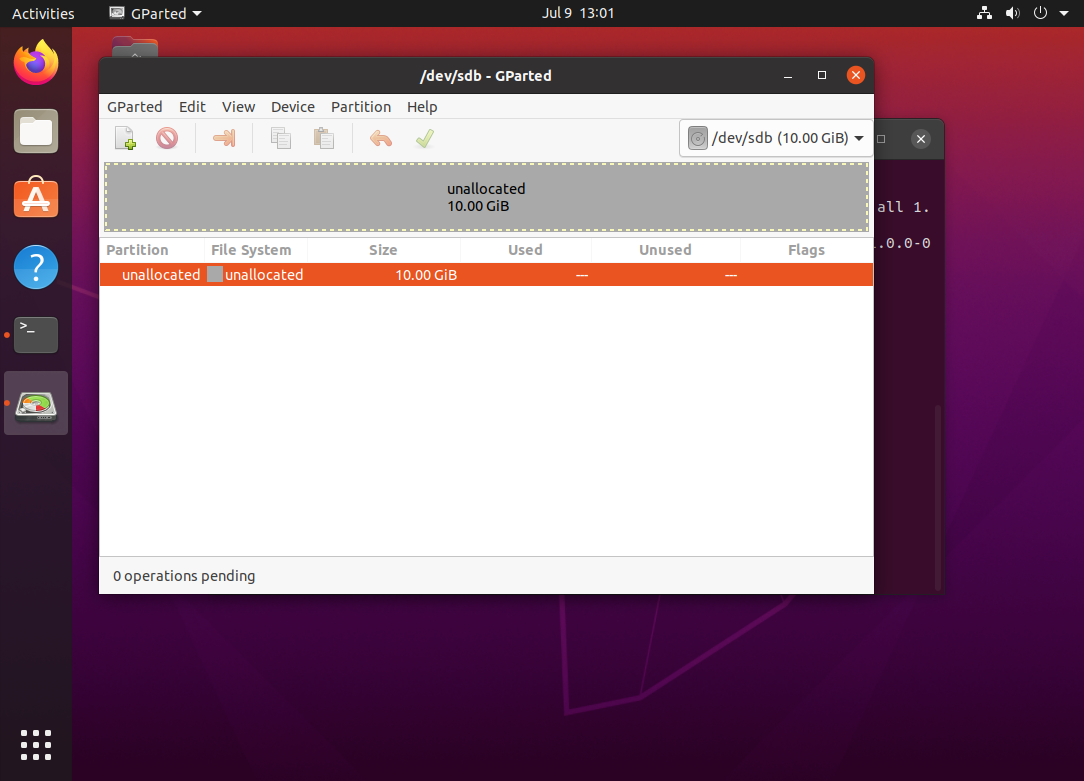 Activities GParted Jul 9 13:01
/dev/sdb - GParted
GParted Edit View Device Partition Help
/dev/sdb (10.00 GiB)
unallocated
10.00 GiB
all 1.
.0.0-0
Partition File System Size Used Unused Flags
unallocated unallocated 10.00 GiB --- ---
>_
0 operations pending